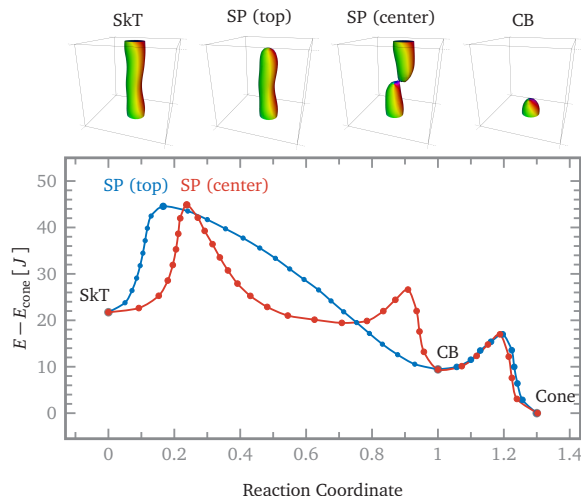 SkT
SP (top)
SP (center)
CB
50
40
30
20
10
0
E − E_cone [ J ]
SP (top)
SP (center)
SkT
CB
Cone
0
0.2
0.4
0.6
0.8
1
1.2
1.4
Reaction Coordinate